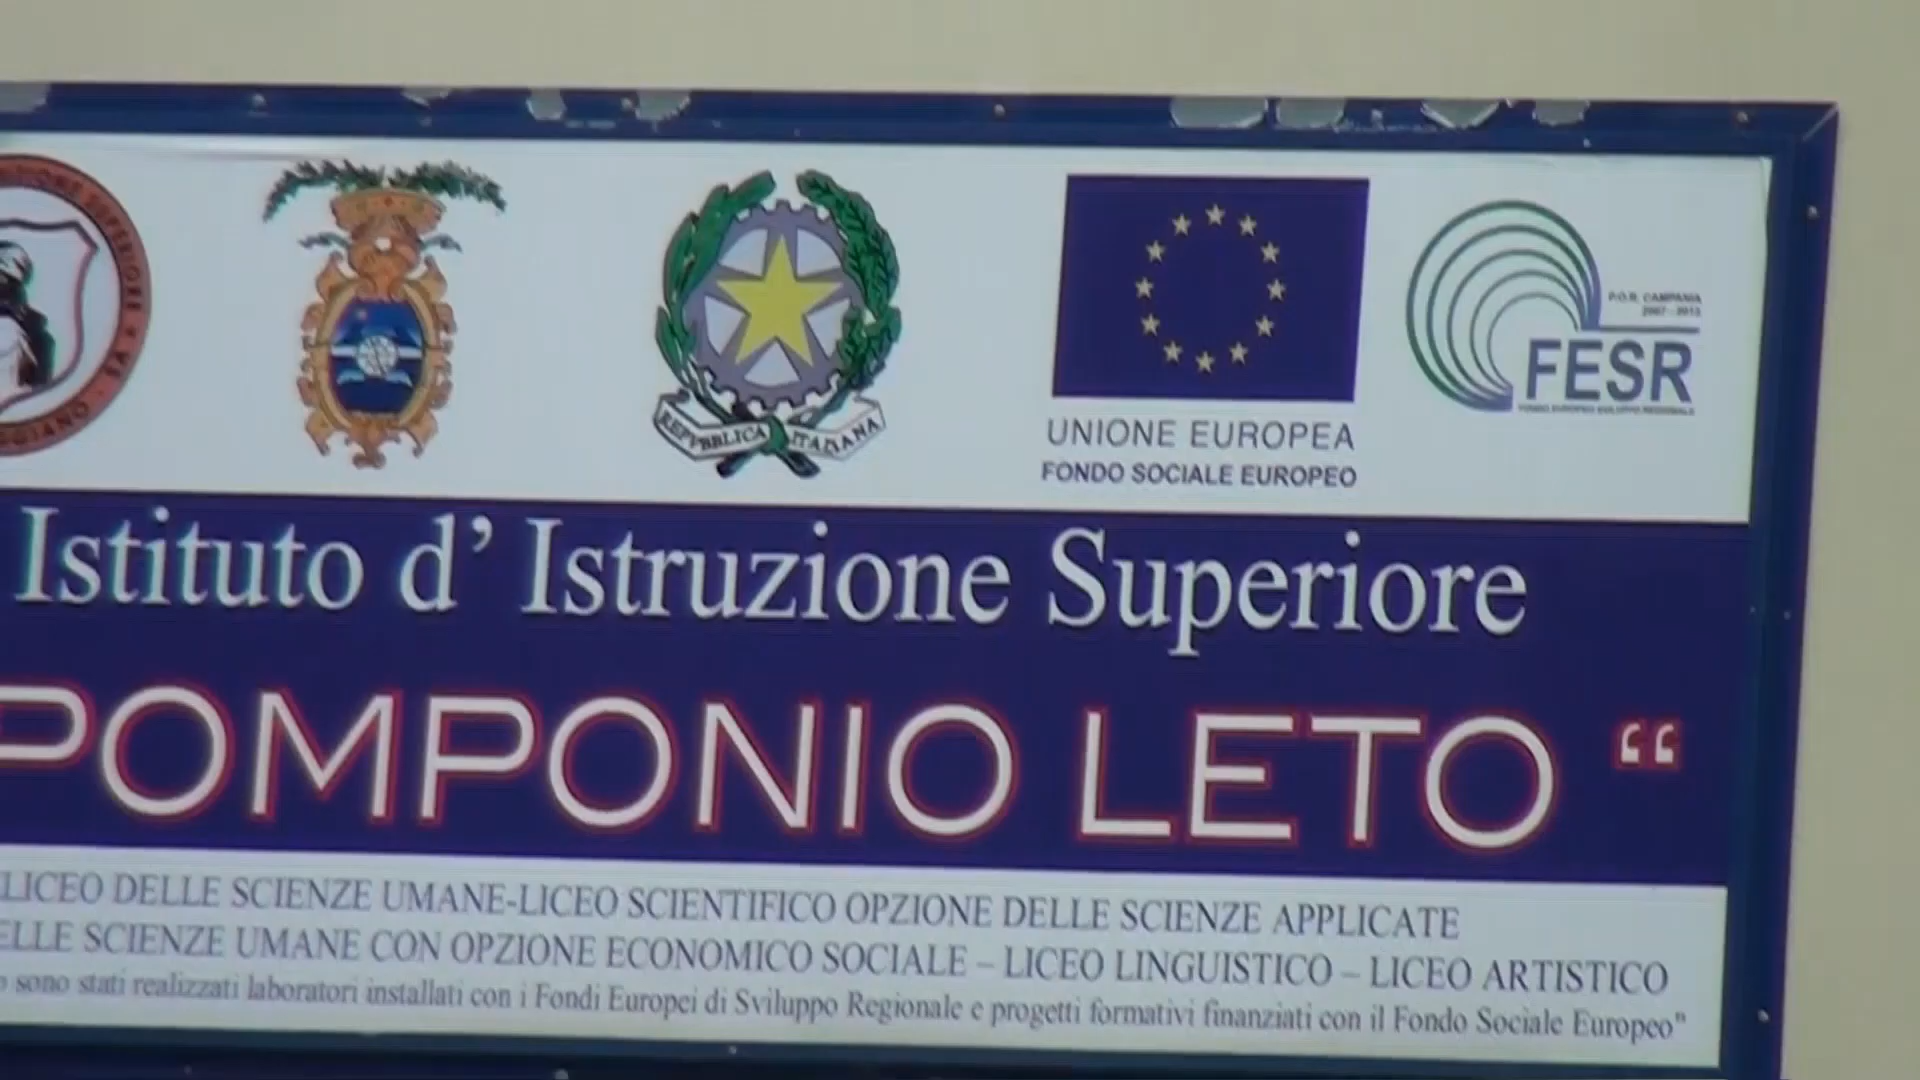 REPVBBLICA ITALIANA
UNIONE EUROPEA
FONDO SOCIALE EUROPEO
P.O.R. CAMPANIA
2007 - 2013
FESR
FONDO EUROPEO SVILUPPO REGIONALE
Istituto d' Istruzione Superiore
POMPONIO LETO “
LICEO DELLE SCIENZE UMANE-LICEO SCIENTIFICO OPZIONE DELLE SCIENZE APPLICATE
ELLE SCIENZE UMANE CON OPZIONE ECONOMICO SOCIALE – LICEO LINGUISTICO – LICEO ARTISTICO
o sono stati realizzati laboratori installati con i Fondi Europei di Sviluppo Regionale e progetti formativi finanziati con il Fondo Sociale Europeo"